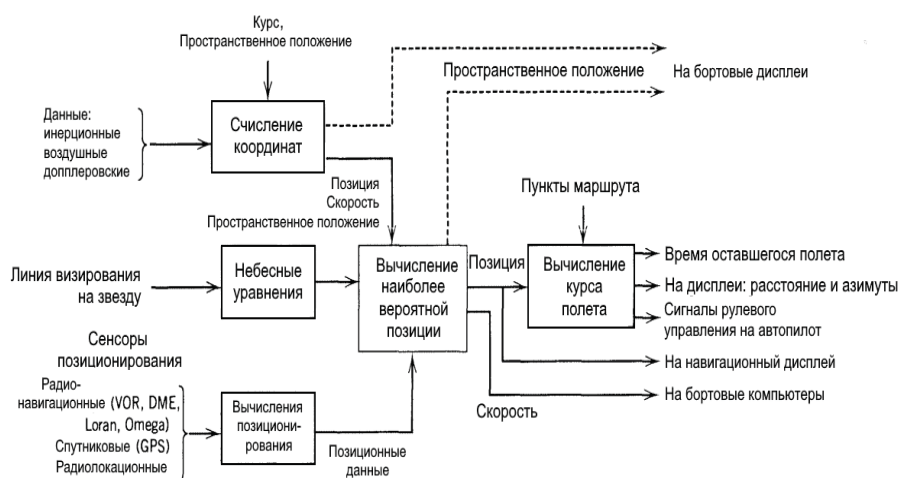 Курс,
Пространственное положение
Пространственное положение
На бортовые дисплеи
Данные:
инерционные
воздушные
допплеровские
Счисление
координат
Позиция
Скорость
Пространственное положение
Пункты маршрута
Линия визирования
на звезду
Небесные
уравнения
Вычисление
наиболее
вероятной
позиции
Позиция
Вычисление
курса
полета
Время оставшегося полета
На дисплеи: расстояние и азимуты
Сигналы рулевого
управления на автопилот
На навигационный дисплей
На бортовые компьютеры
Скорость
Сенсоры
позиционирования
Радио-
навигационные (VOR, DME,
Loran, Omega)
Спутниковые (GPS)
Радиолокационные
Вычисления
позициони-
рования
Позиционные
данные